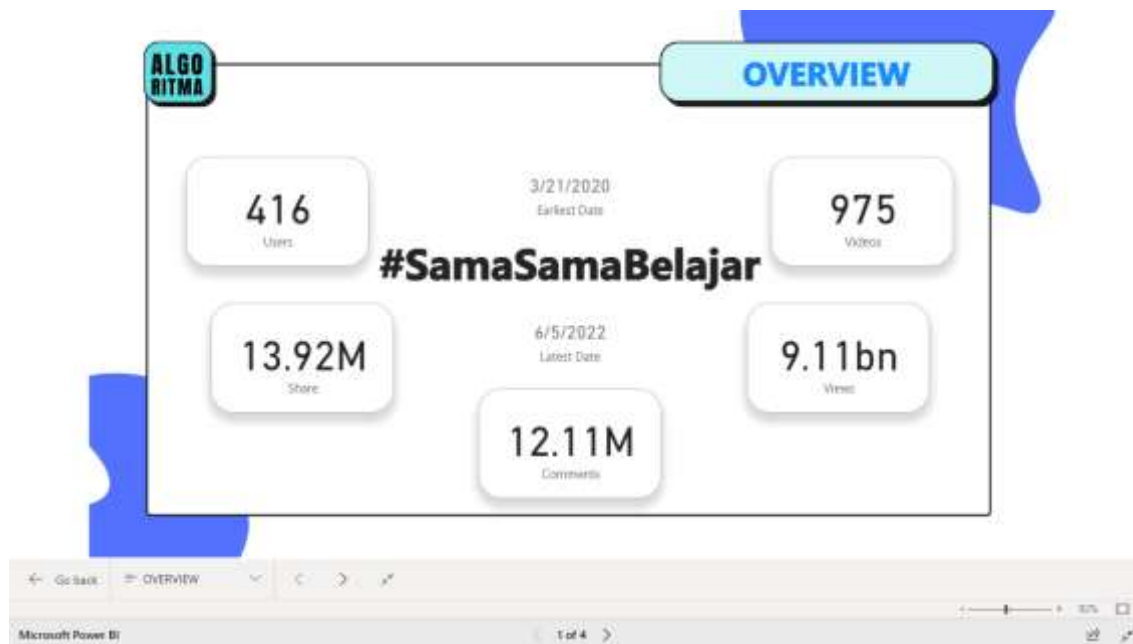 ALGO
RITMA
OVERVIEW
416
Users
3/21/2020
Earliest Date
975
Videos
#SamaSamaBelajar
13.92M
Share
6/5/2022
Latest Date
9.11bn
Views
12.11M
Comments
Go back
OVERVIEW
Microsoft Power BI
1 of 4